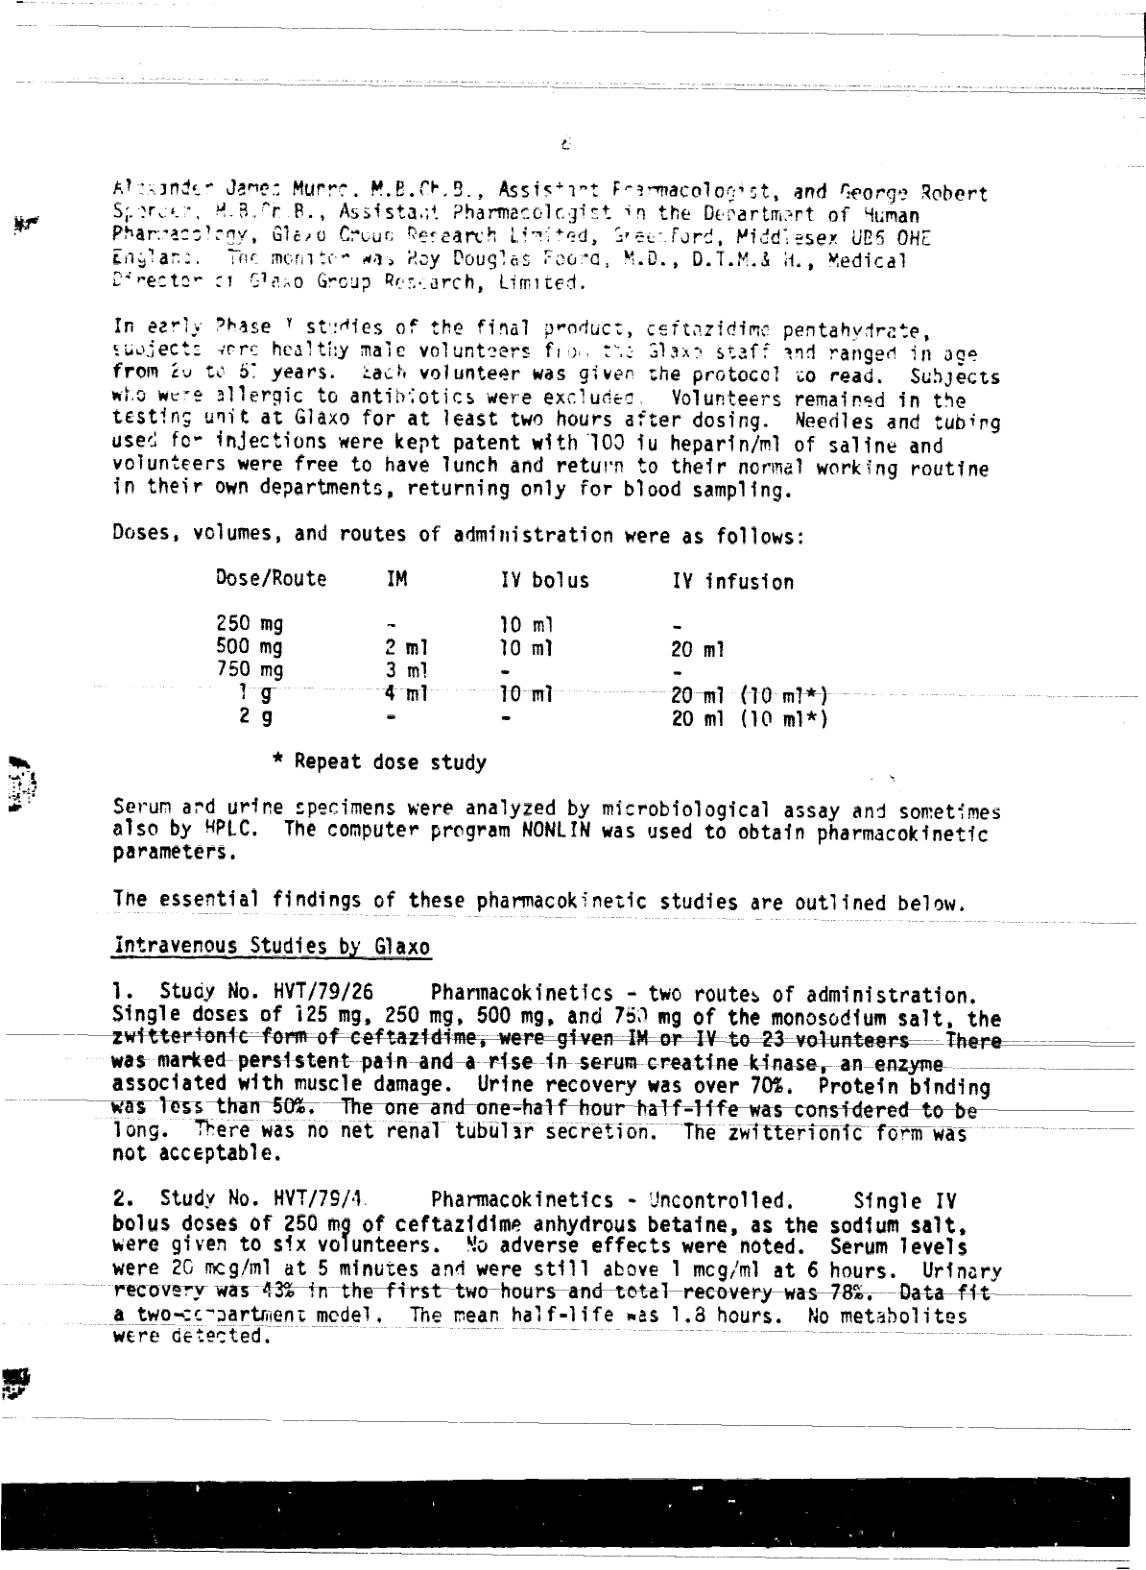 Alexander James Munro, M.B.Ch.B., Assistant Pharmacologist, and George Robert
Spencer, M.B.Ch.B., Assistant Pharmacologist in the Department of Human
Pharmacology, Glaxo Group Research Limited, Greenford, Middlesex UB6 OHE
England. The monitor was Roy Douglas Foord, M.D., D.T.M.& H., Medical
Director of Glaxo Group Research, Limited.
In early Phase I studies of the final product, ceftazidime pentahydrate,
subjects were healthy male volunteers from the Glaxo staff and ranged in age
from 20 to years. Each volunteer was given the protocol to read. Subjects
who were allergic to antibiotics were excluded. Volunteers remained in the
testing unit at Glaxo for at least two hours after dosing. Needles and tubing
used for injections were kept patent with 100 iu heparin/ml of saline and
volunteers were free to have lunch and return to their normal working routine
in their own departments, returning only for blood sampling.
Doses, volumes, and routes of administration were as follows:
Dose/Route IM IV bolus IV infusion
250 mg - 10 ml -
500 mg 2 ml 10 ml 20 ml
750 mg 3 ml - -
1 g 4 ml 10 ml 20 ml (10 ml*)
2 g - - 20 ml (10 ml*)
* Repeat dose study
Serum and urine specimens were analyzed by microbiological assay and sometimes
also by HPLC. The computer program NONLIN was used to obtain pharmacokinetic
parameters.
The essential findings of these pharmacokinetic studies are outlined below.
Intravenous Studies by Glaxo
1. Study No. HVT/79/26 Pharmacokinetics - two routes of administration.
Single doses of 125 mg, 250 mg, 500 mg, and 750 mg of the monosodium salt, the
zwitterionic form of ceftazidime, were given IM or IV to 23 volunteers There
was marked persistent pain and a rise in serum creatine kinase, an enzyme
associated with muscle damage. Urine recovery was over 70%. Protein binding
was less than 50%. The one and one-half hour half-life was considered to be
long. There was no net renal tubular secretion. The zwitterionic form was
not acceptable.
2. Study No. Pharmacokinetics - Uncontrolled. Single IV
bolus doses of 250 mg of ceftazidime anhydrous betaine, as the sodium salt,
were given to six volunteers. No adverse effects were noted. Serum levels
were 20 mcg/ml at 5 minutes and were still above 1 mcg/ml at 6 hours. Urinary
recovery was 43% in the first two hours and total recovery was 78%. Data fit
a two-compartment model. The mean half-life was 1.8 hours. No metabolites
were detected.